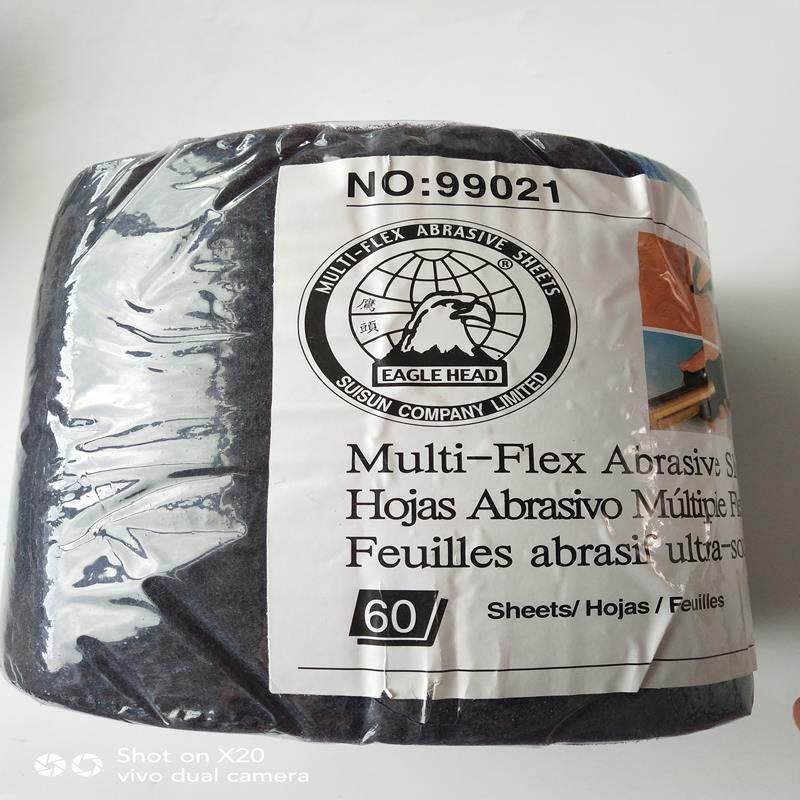 NO:99021
MULTI-FLEX ABRASIVE SHEETS
®
鷹
頭
EAGLE HEAD
SUISUN COMPANY LIMITED
Multi-Flex Abrasive
Hojas Abrasivo Múltiple
Feuilles abrasif ultra-
60 Sheets/ Hojas / Feuilles
Shot on X20
vivo dual camera